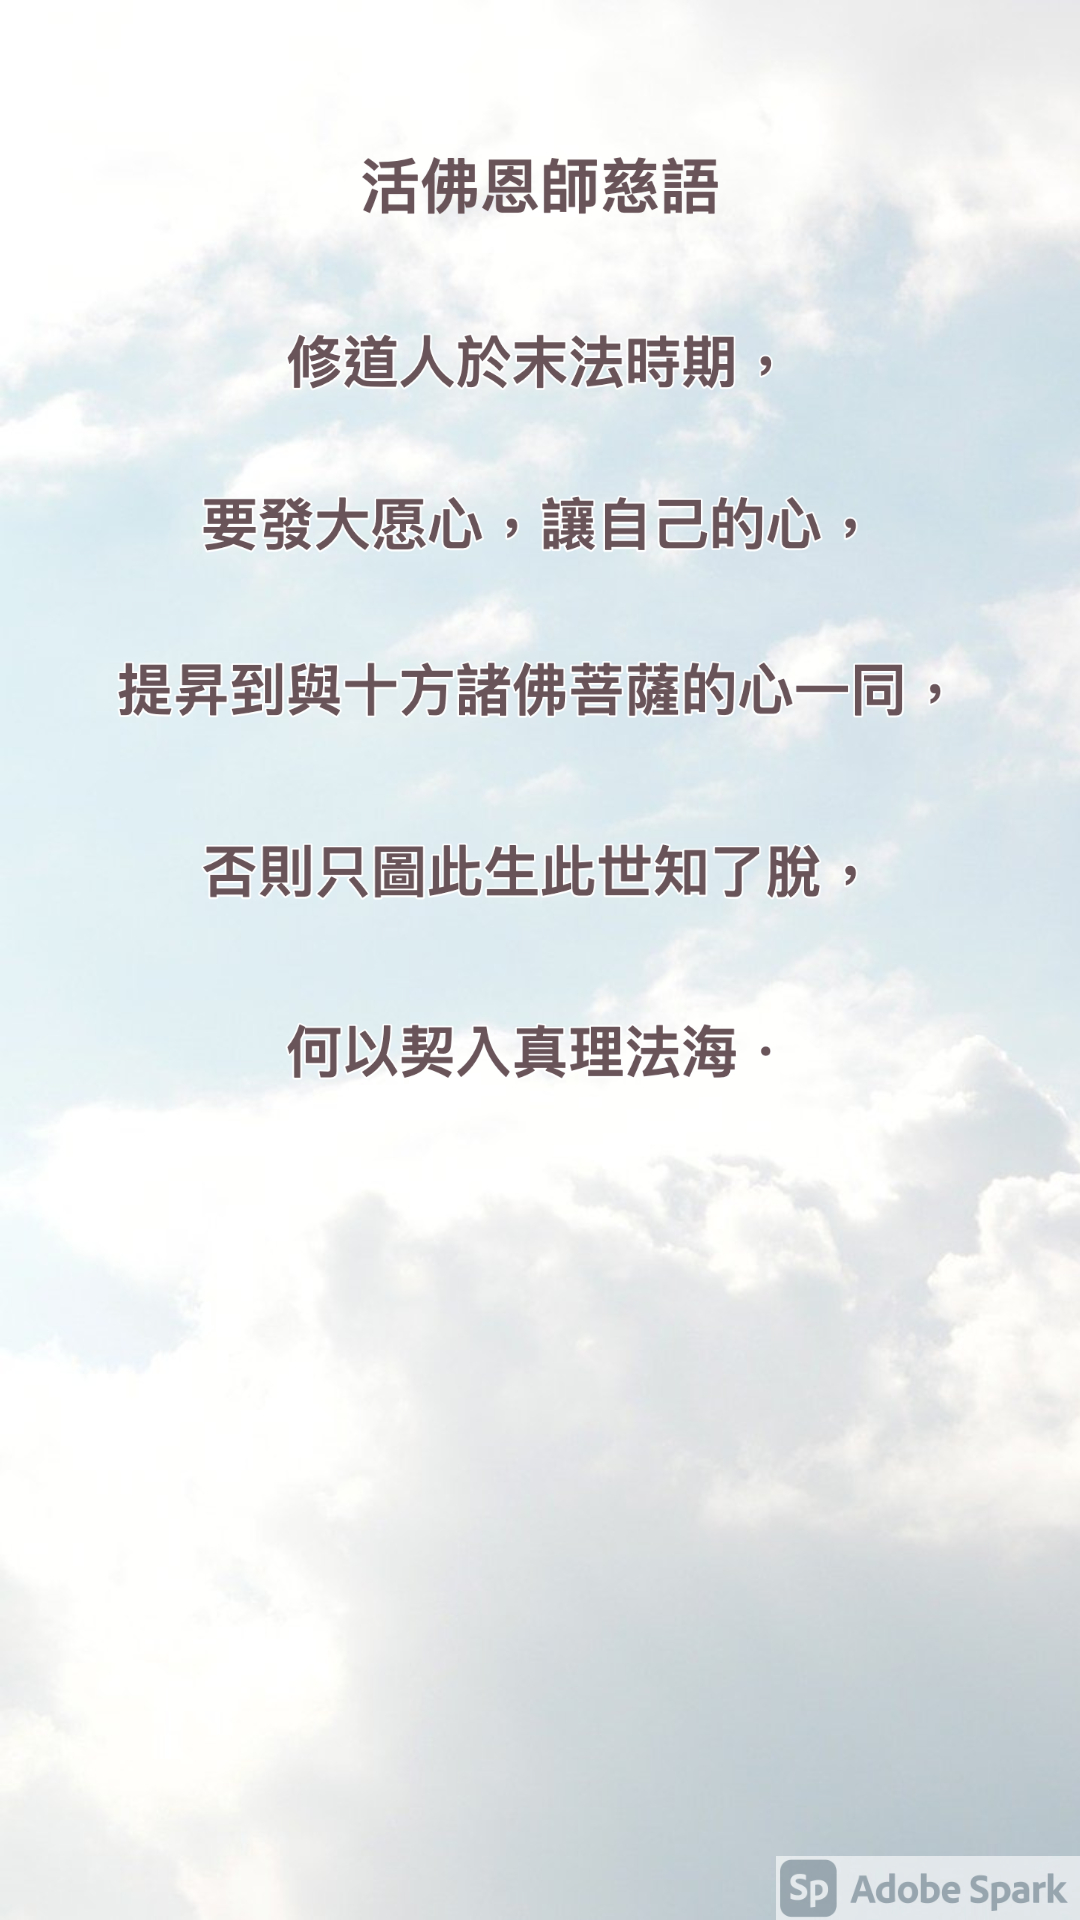 活佛恩師慈語
修道人於末法時期，
要發大愿心，讓自己的心，
提昇到與十方諸佛菩薩的心一同，
否則只圖此生此世知了脫，
何以契入真理法海．
Sp Adobe Spark